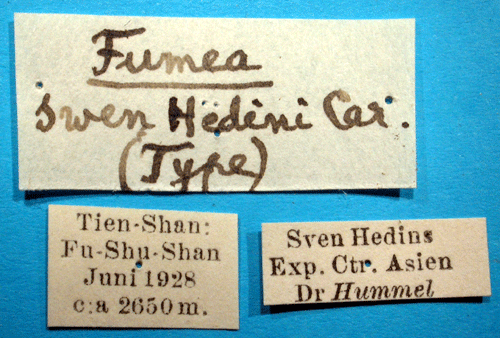 Fumea
Swen Hedini Car.
(Type)
Tien-Shan:
Fu-Shu-Shan
Juni 1928
c:a 2650 m.
Sven Hedins
Exp. Ctr. Asien
Dr Hummel